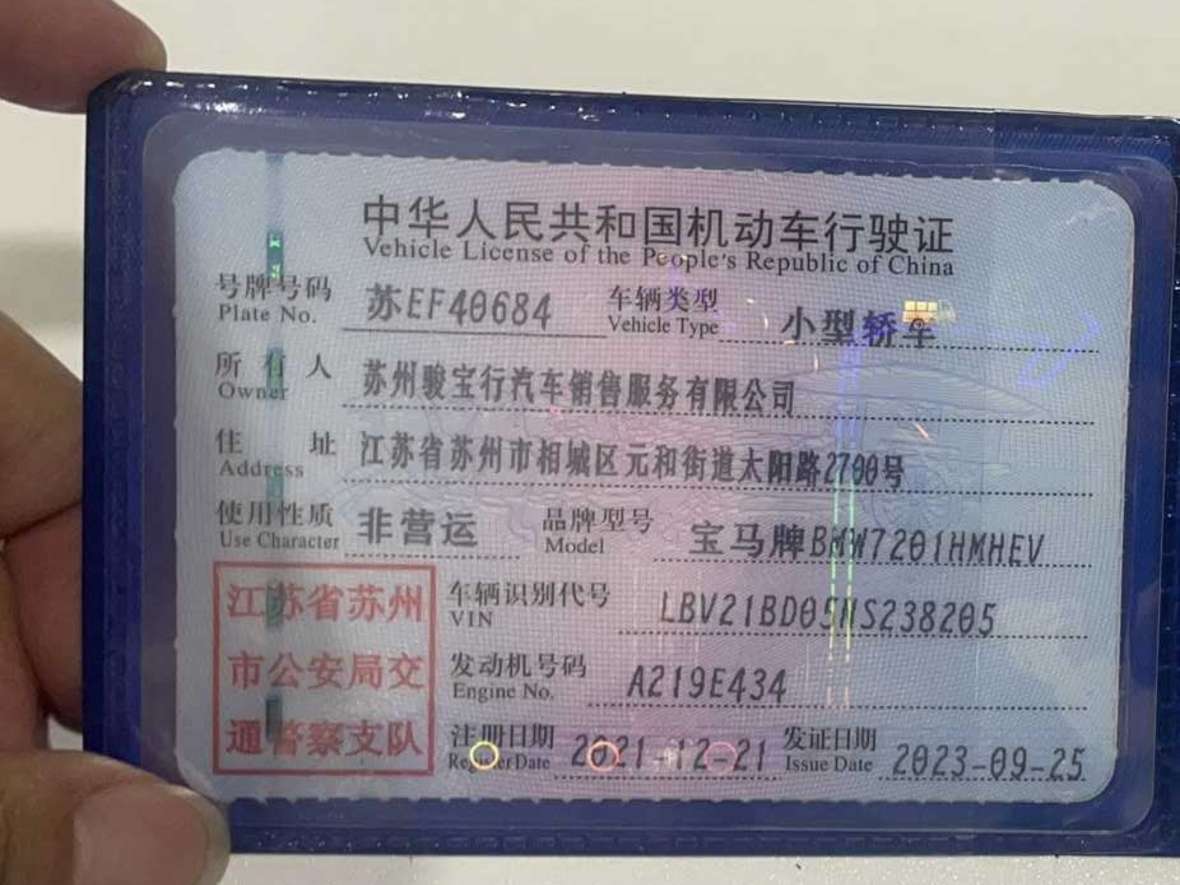 中华人民共和国机动车行驶证
Vehicle License of the People's Republic of China
号牌号码 苏EF40684 车辆类型 小型轿车
Plate No. Vehicle Type
所有人 苏州骏宝行汽车销售服务有限公司
Owner
住址 江苏省苏州市相城区元和街道太阳路2700号
Address
使用性质 非营运 品牌型号 宝马牌BMW7201HMHEV
Use Character Model
江苏省苏州
市公安局交
通警察支队
车辆识别代号 LBV21BD05NS238205
VIN
发动机号码 A219E434
Engine No.
注册日期 2021-12-21 发证日期 2023-09-25
Register Date Issue Date